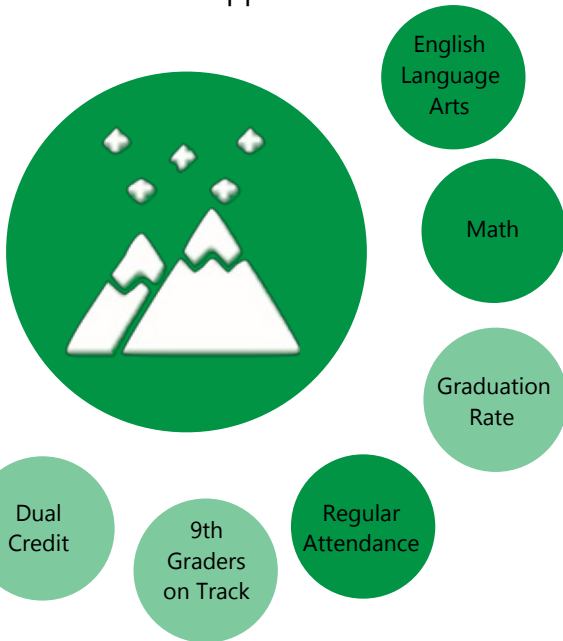 English
Language
Arts
Math
Graduation
Rate
Regular
Attendance
9th
Graders
on Track
Dual
Credit